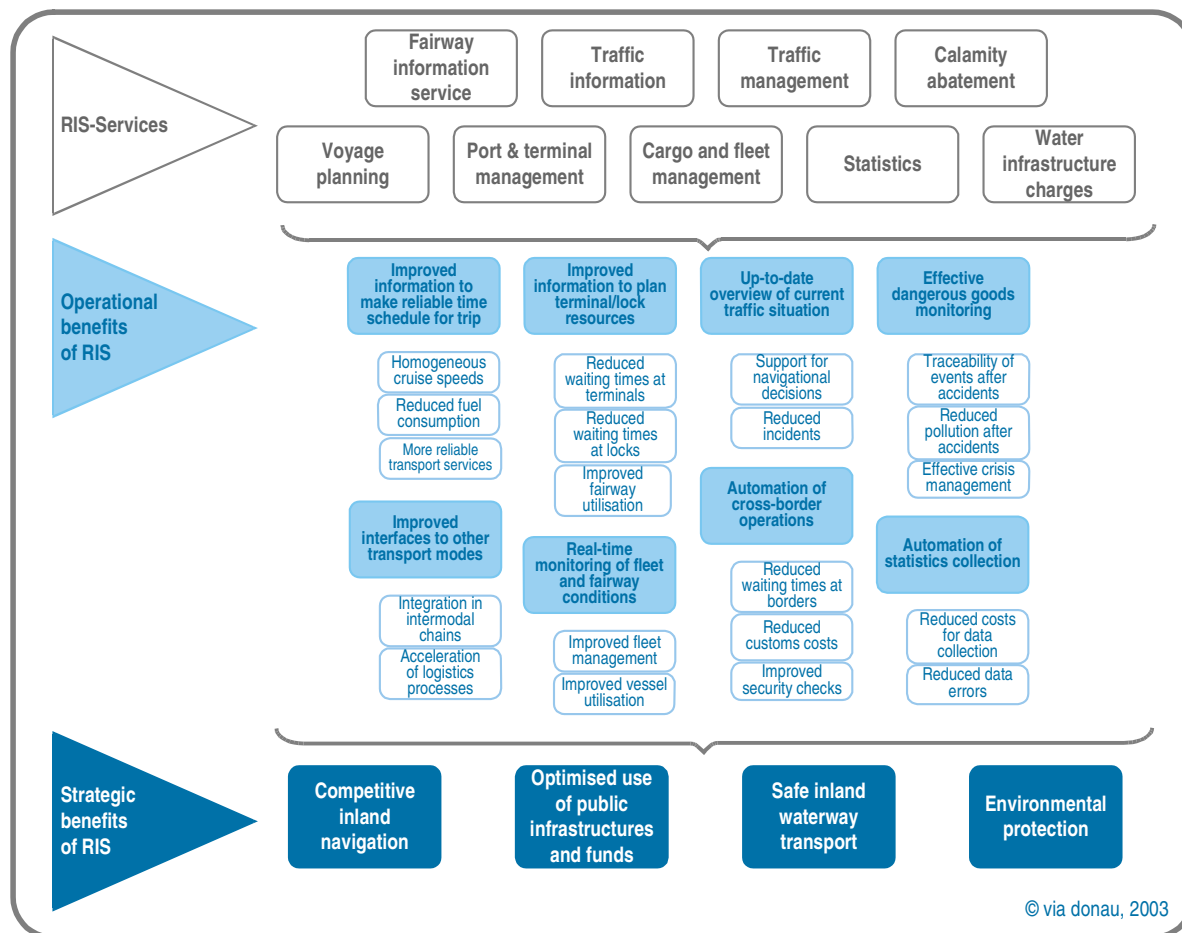 RIS-Services
Fairway
information
service
Traffic
information
Traffic
management
Calamity
abatement
Voyage
planning
Port & terminal
management
Cargo and fleet
management
Statistics
Water
infrastructure
charges
Operational
benefits
of RIS
Improved
information to
make reliable time
schedule for trip
Homogeneous
cruise speeds
Reduced fuel
consumption
More reliable
transport services
Improved
interfaces to other
transport modes
Integration in
intermodal
chains
Acceleration
of logistics
processes
Improved
information to plan
terminal/lock
resources
Reduced
waiting times at
terminals
Reduced
waiting times
at locks
Improved
fairway
utilisation
Real-time
monitoring of fleet
and fairway
conditions
Improved fleet
management
Improved vessel
utilisation
Up-to-date
overview of current
traffic situation
Support for
navigational
decisions
Reduced
incidents
Automation of
cross-border
operations
Reduced
waiting times at
borders
Reduced
customs costs
Improved
security checks
Effective
dangerous goods
monitoring
Traceability of
events after
accidents
Reduced
pollution after
accidents
Effective crisis
management
Automation of
statistics collection
Reduced costs
for data
collection
Reduced data
errors
Strategic
benefits
of RIS
Competitive
inland
navigation
Optimised use
of public
infrastructures
and funds
Safe inland
waterway
transport
Environmental
protection
© via donau, 2003